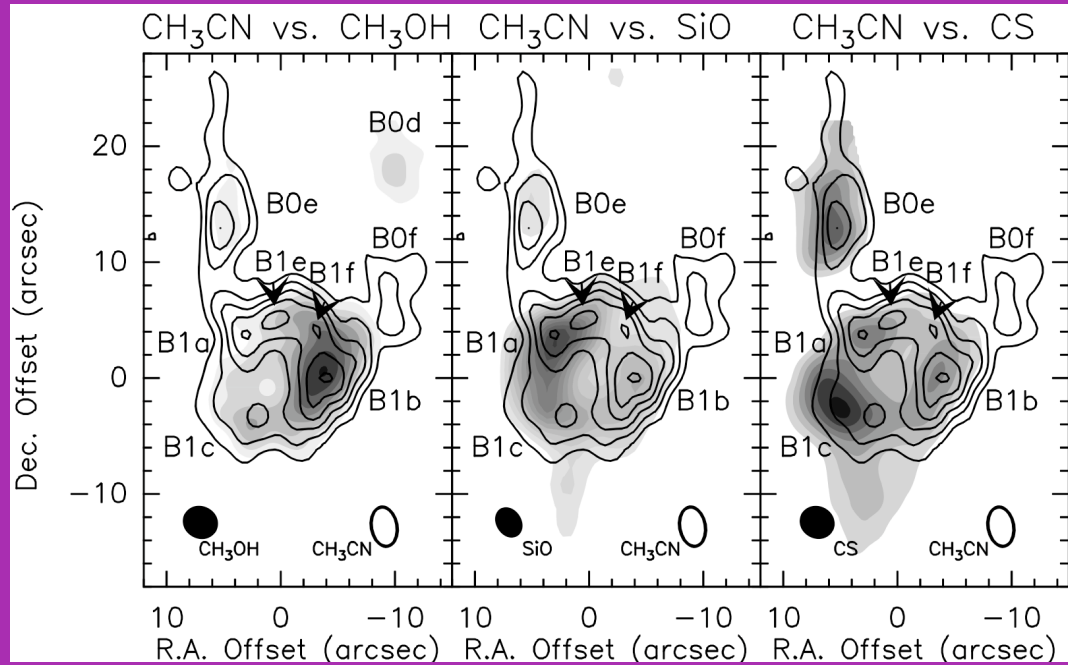 CH₃CN vs. CH₃OH CH₃CN vs. SiO CH₃CN vs. CS
B0d
20
B0e B0e B0e
B0f B0f B0f
10
B1e B1f B1e B1f B1e B1f
B1a B1a B1a
0
B1b B1b B1b
B1c B1c B1c
−10
CH₃OH CH₃CN SiO CH₃CN CS CH₃CN
10 0 −10 10 0 −10 10 0 −10
R.A. Offset (arcsec) R.A. Offset (arcsec) R.A. Offset (arcsec)
Dec. Offset (arcsec)